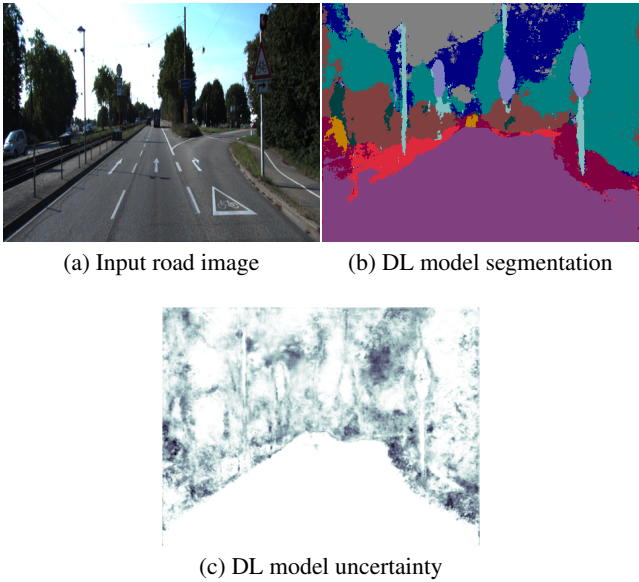 (a) Input road image
(b) DL model segmentation
(c) DL model uncertainty